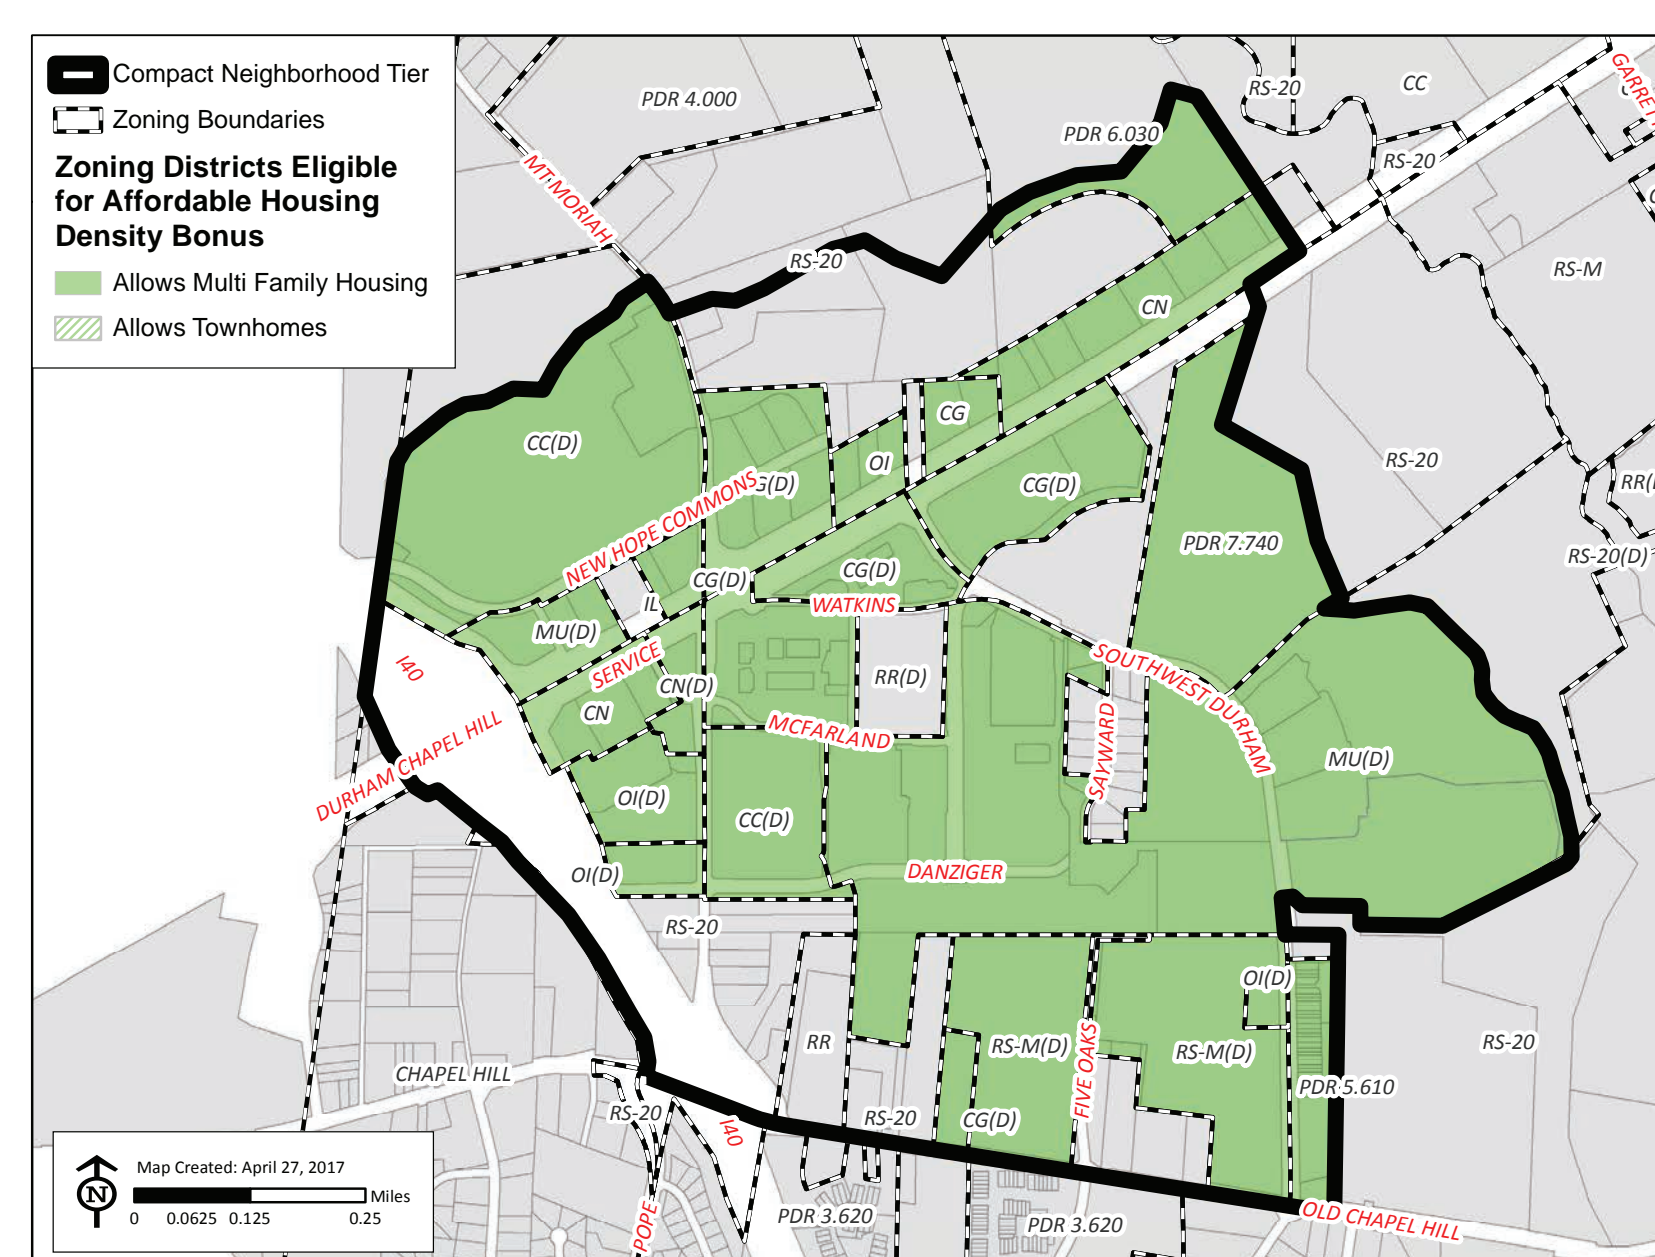 Compact Neighborhood Tier
Zoning Boundaries
Zoning Districts Eligible
for Affordable Housing
Density Bonus
Allows Multi Family Housing
Allows Townhomes
PDR 4.000
PDR 6.030
RS-20
CC
GARRETT
RS-20
MT MORIAH
RS-20
RS-M
CN
CG
CC(D)
OI
G(D)
CG(D)
RS-20
RR(
NEW HOPE COMMONS
PDR 7.740
RS-20(D)
CG(D)
CG(D)
IL
WATKINS
MU(D)
SERVICE
I40
RR(D)
CN(D)
SOUTHWEST DURHAM
CN
MCFARLAND
SAYWARD
DURHAM CHAPEL HILL
MU(D)
OI(D)
CC(D)
OI(D)
DANZIGER
RS-20
OI(D)
RR
RS-M(D)
FIVE OAKS
RS-M(D)
RS-20
CHAPEL HILL
PDR 5.610
RS-20
I40
RS-20
CG(D)
POPE
PDR 3.620
PDR 3.620
OLD CHAPEL HILL
Map Created: April 27, 2017
N
Miles
0 0.0625 0.125 0.25